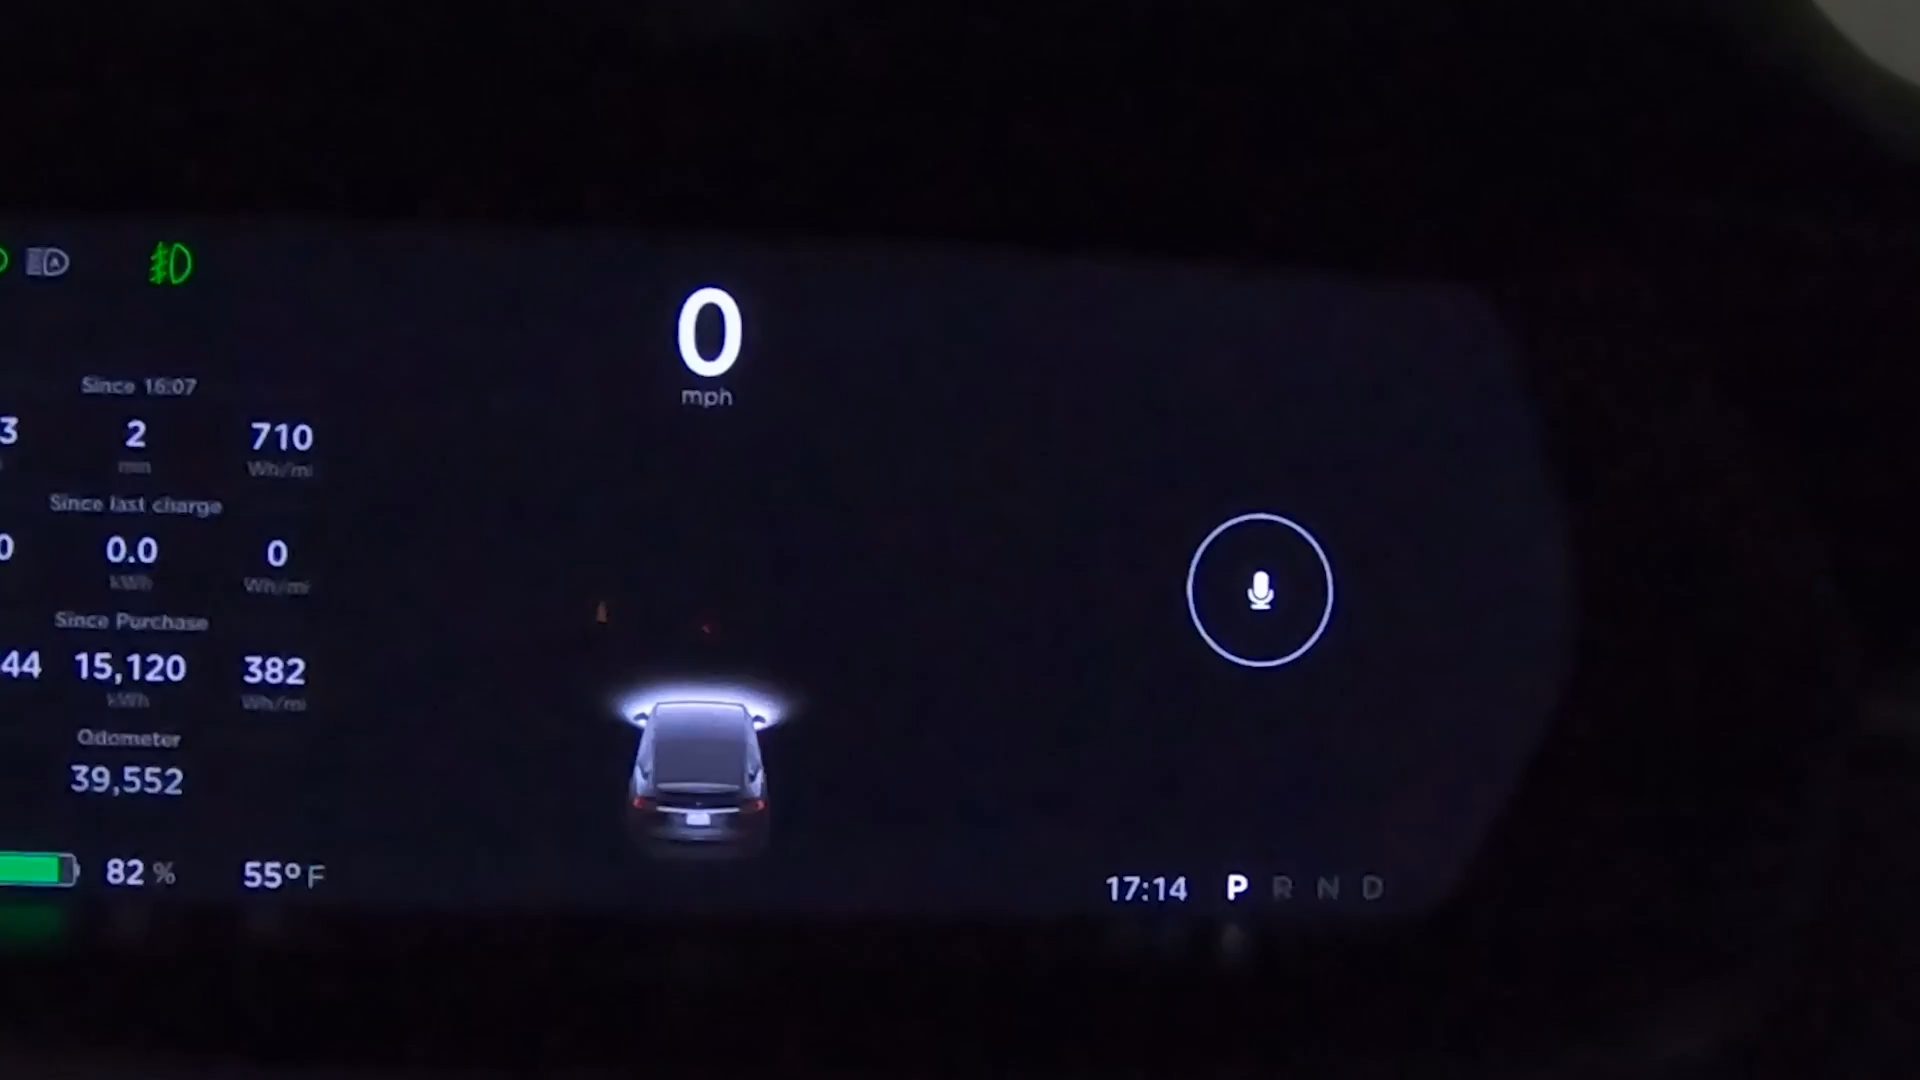 0
mph
Since 16:07
3 2 710
min Wh/mi
Since last charge
0 0.0 0
kWh Wh/mi
Since Purchase
44 15,120 382
kWh Wh/mi
Odometer
39,552
82 % 55° F
17:14 P R N D